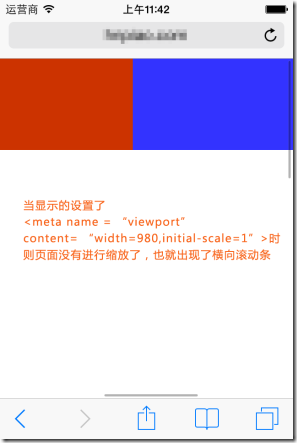 运营商 上午11:42
当显示的设置了
<meta name = “viewport”
content= “width=980,initial-scale=1” >时
则页面没有进行缩放了，也就出现了横向滚动条